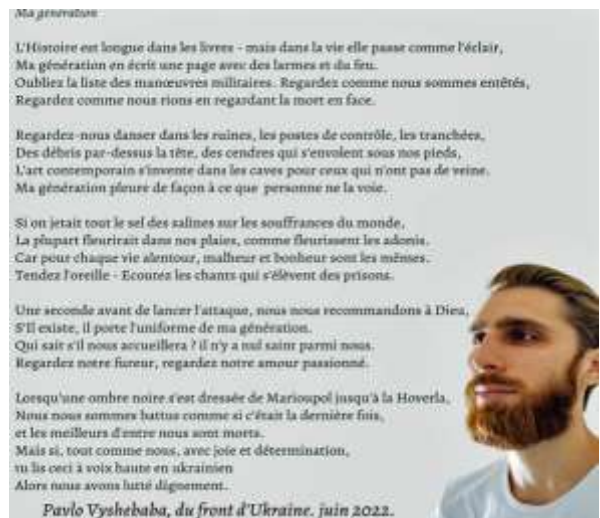 Ma génération
L'Histoire est longue dans les livres - mais dans la vie elle passe comme l'éclair,
Ma génération en écrit une page avec des larmes et du feu.
Oubliez la liste des manœuvres militaires. Regardez comme nous sommes entêtés,
Regardez comme nous rions en regardant la mort en face.
Regardez-nous danser dans les ruines, les postes de contrôle, les tranchées,
Des débris par-dessus la tête, des cendres qui s'envolent sous nos pieds,
L'art contemporain s'invente dans les caves pour ceux qui n'ont pas de veine.
Ma génération pleure de façon à ce que personne ne la voie.
Si on jetait tout le sel des salines sur les souffrances du monde,
La plupart fleurirait dans nos plaies, comme fleurissent les adonis.
Car pour chaque vie alentour, malheur et bonheur sont les mêmes.
Tendez l'oreille - Ecoutez les chants qui s'élèvent des prisons.
Une seconde avant de lancer l'attaque, nous nous recommandons à Dieu,
S'Il existe, il porte l'uniforme de ma génération.
Qui sait s'il nous accueillera ? il n'y a nul saint parmi nous.
Regardez notre fureur, regardez notre amour passionné.
Lorsqu'une ombre noire s'est dressée de Marioupol jusqu'à la Hoverla,
Nous nous sommes battus comme si c'était la dernière fois,
et les meilleurs d'entre nous sont morts.
Mais si, tout comme nous, avec joie et détermination,
tu lis ceci à voix haute en ukrainien
Alors nous avons lutté dignement.
Pavlo Vyshebaba, du front d'Ukraine. juin 2022.